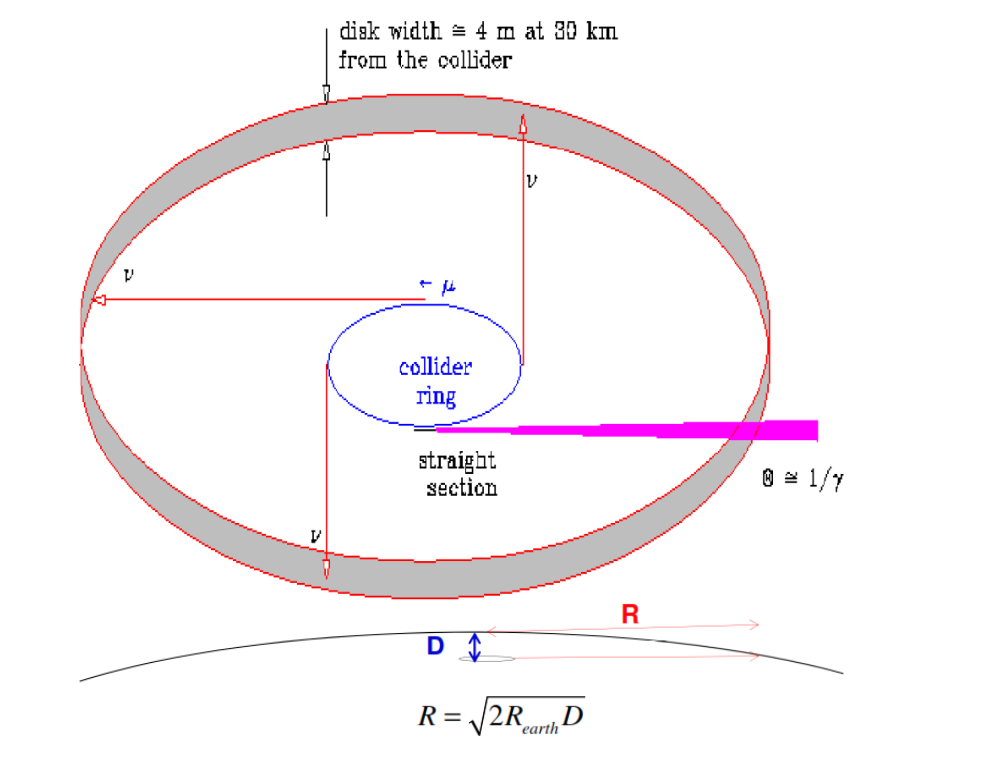 disk width ≅ 4 m at 30 km
from the collider
ν
ν
← μ
collider
ring
straight
section
Θ ≅ 1/γ
ν
R
D
R = √2R_earth D